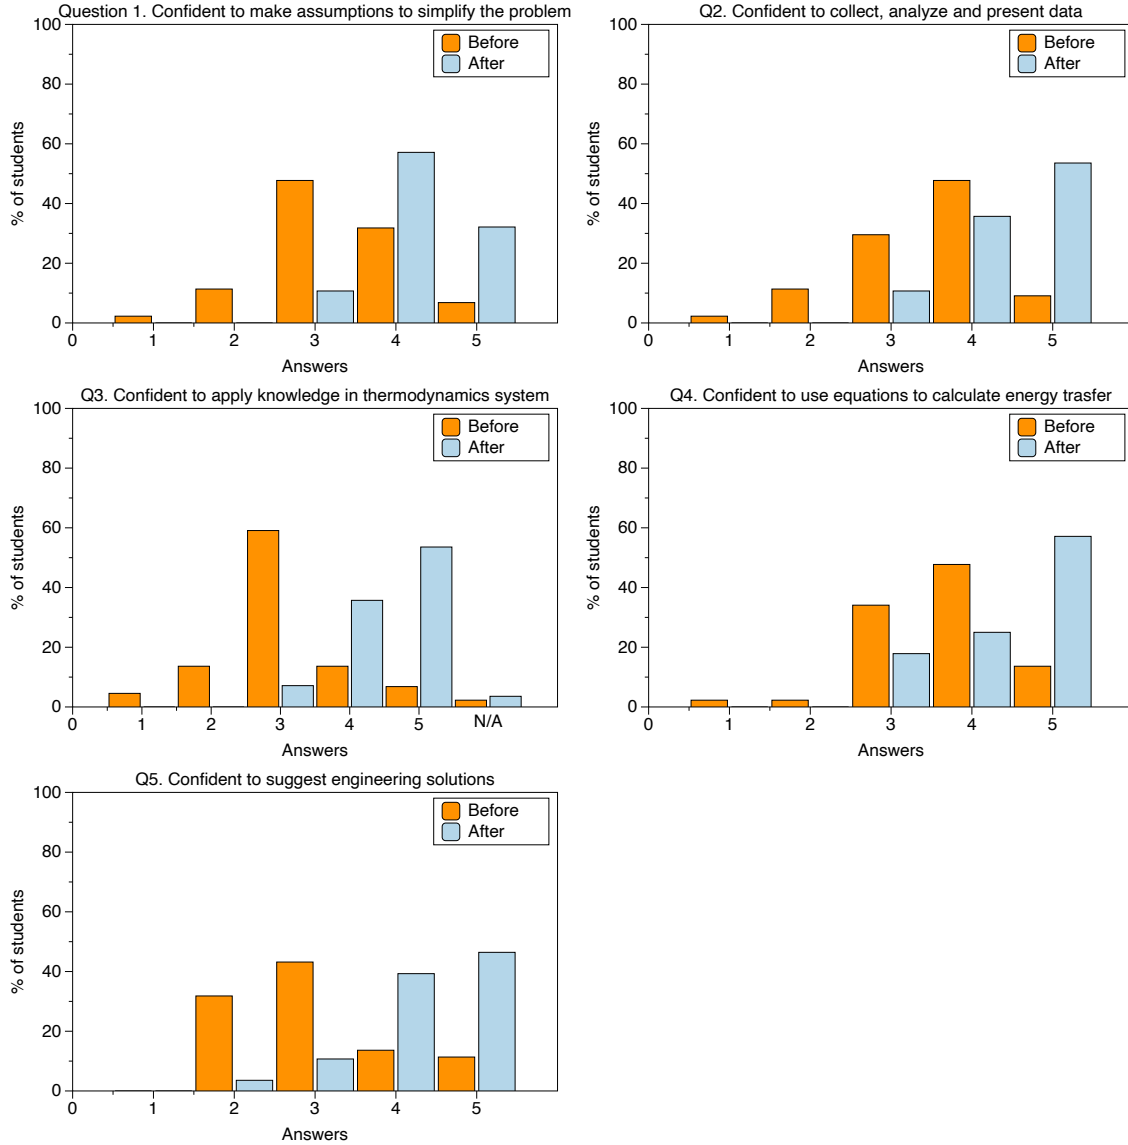 Question 1. Confident to make assumptions to simplify the problem
100
80
60
40
20
0
% of students
Before
After
0 1 2 3 4 5
Answers
Q2. Confident to collect, analyze and present data
100
80
60
40
20
0
% of students
Before
After
0 1 2 3 4 5
Answers
Q3. Confident to apply knowledge in thermodynamics system
100
80
60
40
20
0
% of students
Before
After
0 1 2 3 4 5 N/A
Answers
Q4. Confident to use equations to calculate energy trasfer
100
80
60
40
20
0
% of students
Before
After
0 1 2 3 4 5
Answers
Q5. Confident to suggest engineering solutions
100
80
60
40
20
0
% of students
Before
After
0 1 2 3 4 5
Answers